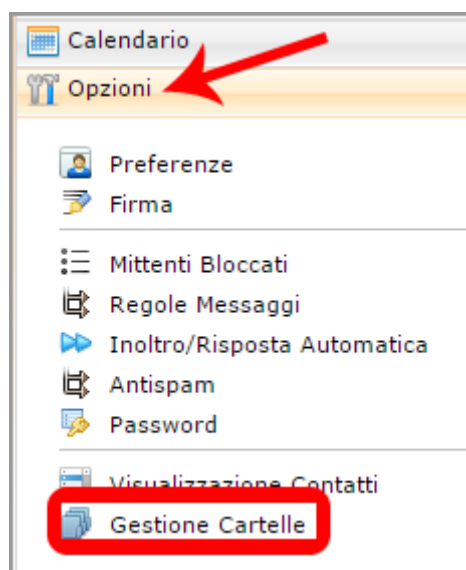 Calendario
Opzioni
Preferenze
Firma
Mittenti Bloccati
Regole Messaggi
Inoltro/Risposta Automatica
Antispam
Password
Visualizzazione Contatti
Gestione Cartelle